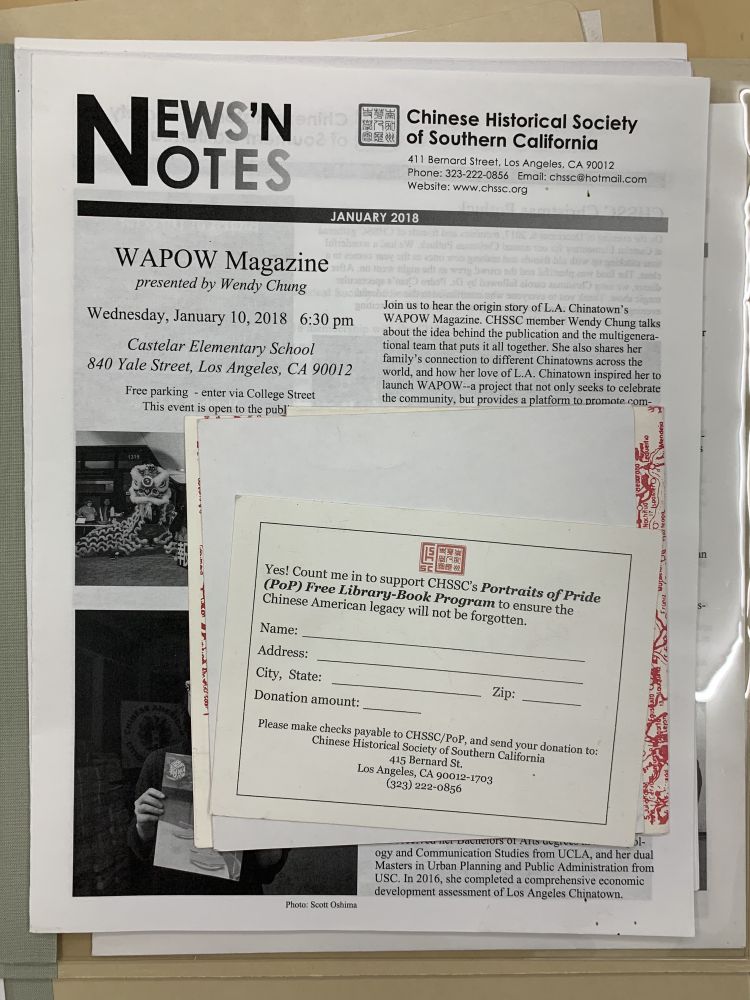 NEWS'N
NOTES
Chinese Historical Society
of Southern California
411 Bernard Street, Los Angeles, CA 90012
Phone: 323-222-0856 Email: chssc@hotmail.com
Website: www.chssc.org
JANUARY 2018
WAPOW Magazine
presented by Wendy Chung
Wednesday, January 10, 2018 6:30 pm
Castelar Elementary School
840 Yale Street, Los Angeles, CA 90012
Free parking - enter via College Street
This event is open to the publ
Join us to hear the origin story of L.A. Chinatown's
WAPOW Magazine. CHSSC member Wendy Chung talks
about the idea behind the publication and the multigenera-
tional team that puts it all together. She also shares her
family's connection to different Chinatowns across the
world, and how her love of L.A. Chinatown inspired her to
launch WAPOW--a project that not only seeks to celebrate
the community, but provides a platform to promote com-
Yes! Count me in to support CHSSC's Portraits of Pride
(PoP) Free Library-Book Program to ensure the
Chinese American legacy will not be forgotten.
Name:
Address:
City, State: Zip:
Donation amount:
Please make checks payable to CHSSC/PoP, and send your donation to:
Chinese Historical Society of Southern California
415 Bernard St.
Los Angeles, CA 90012-1703
(323) 222-0856
her Bachelors of Arts degrees
ogy and Communication Studies from UCLA, and her dual
Masters in Urban Planning and Public Administration from
USC. In 2016, she completed a comprehensive economic
development assessment of Los Angeles Chinatown.
Photo: Scott Oshima